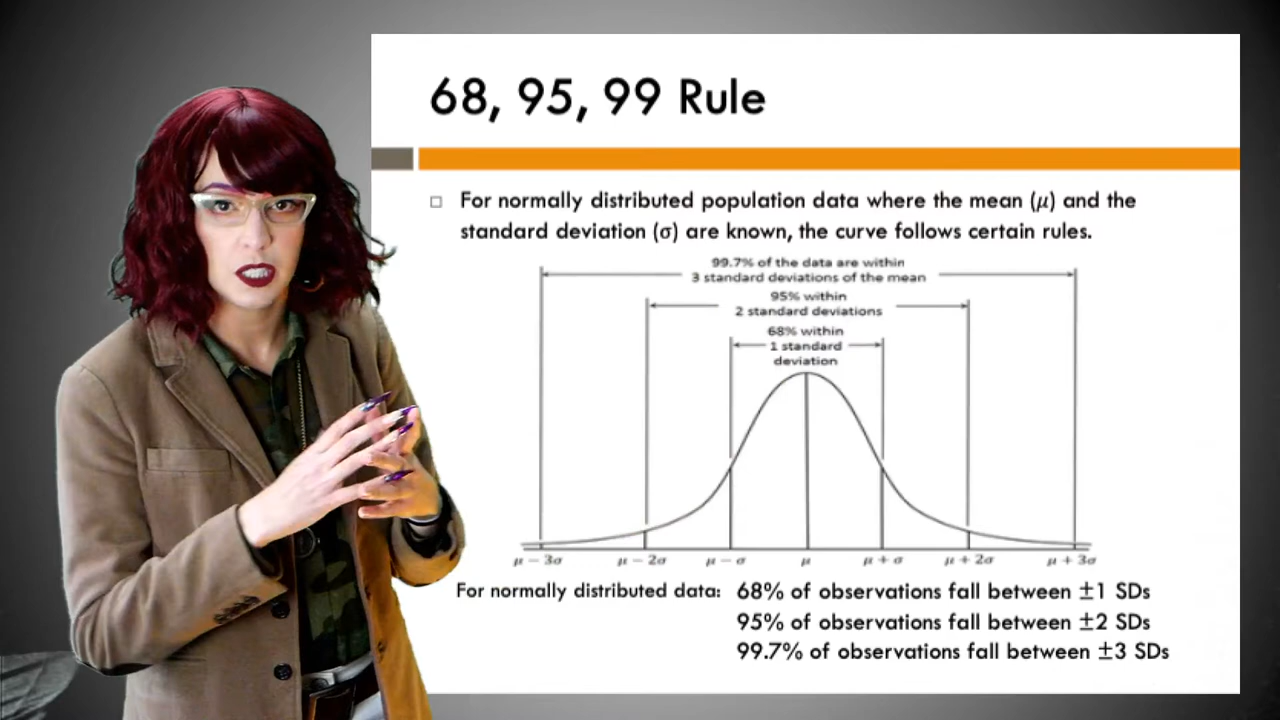 68, 95, 99 Rule
For normally distributed population data where the mean (μ) and the
standard deviation (σ) are known, the curve follows certain rules.
99.7% of the data are within
3 standard deviations of the mean
95% within
2 standard deviations
68% within
1 standard
deviation
μ − 3σ μ − 2σ μ − σ μ μ + σ μ + 2σ μ + 3σ
For normally distributed data: 68% of observations fall between ±1 SDs
95% of observations fall between ±2 SDs
99.7% of observations fall between ±3 SDs